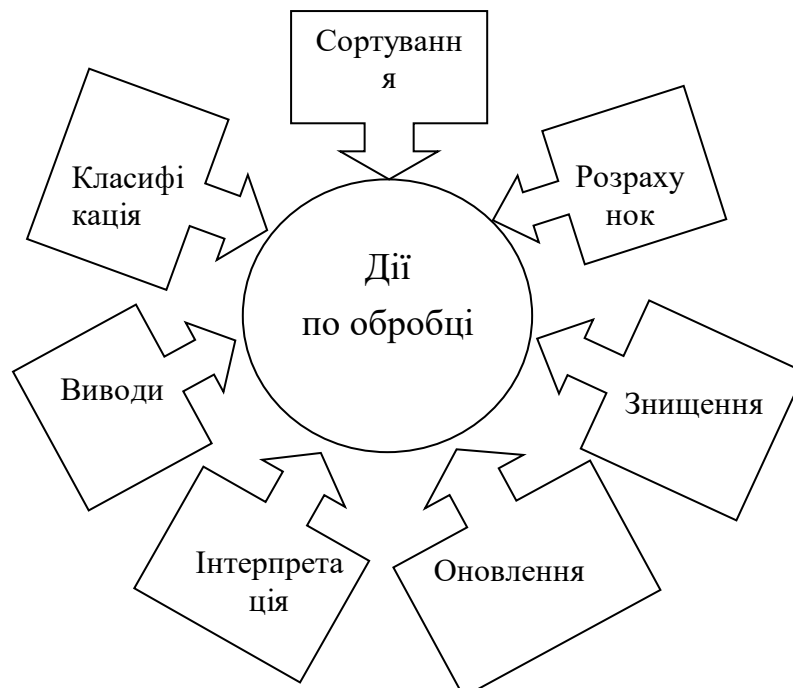 Сортуванн
я
Класифі
кація
Розраху
нок
Дії
по обробці
Виводи
Знищення
Інтерпрета
ція
Оновлення